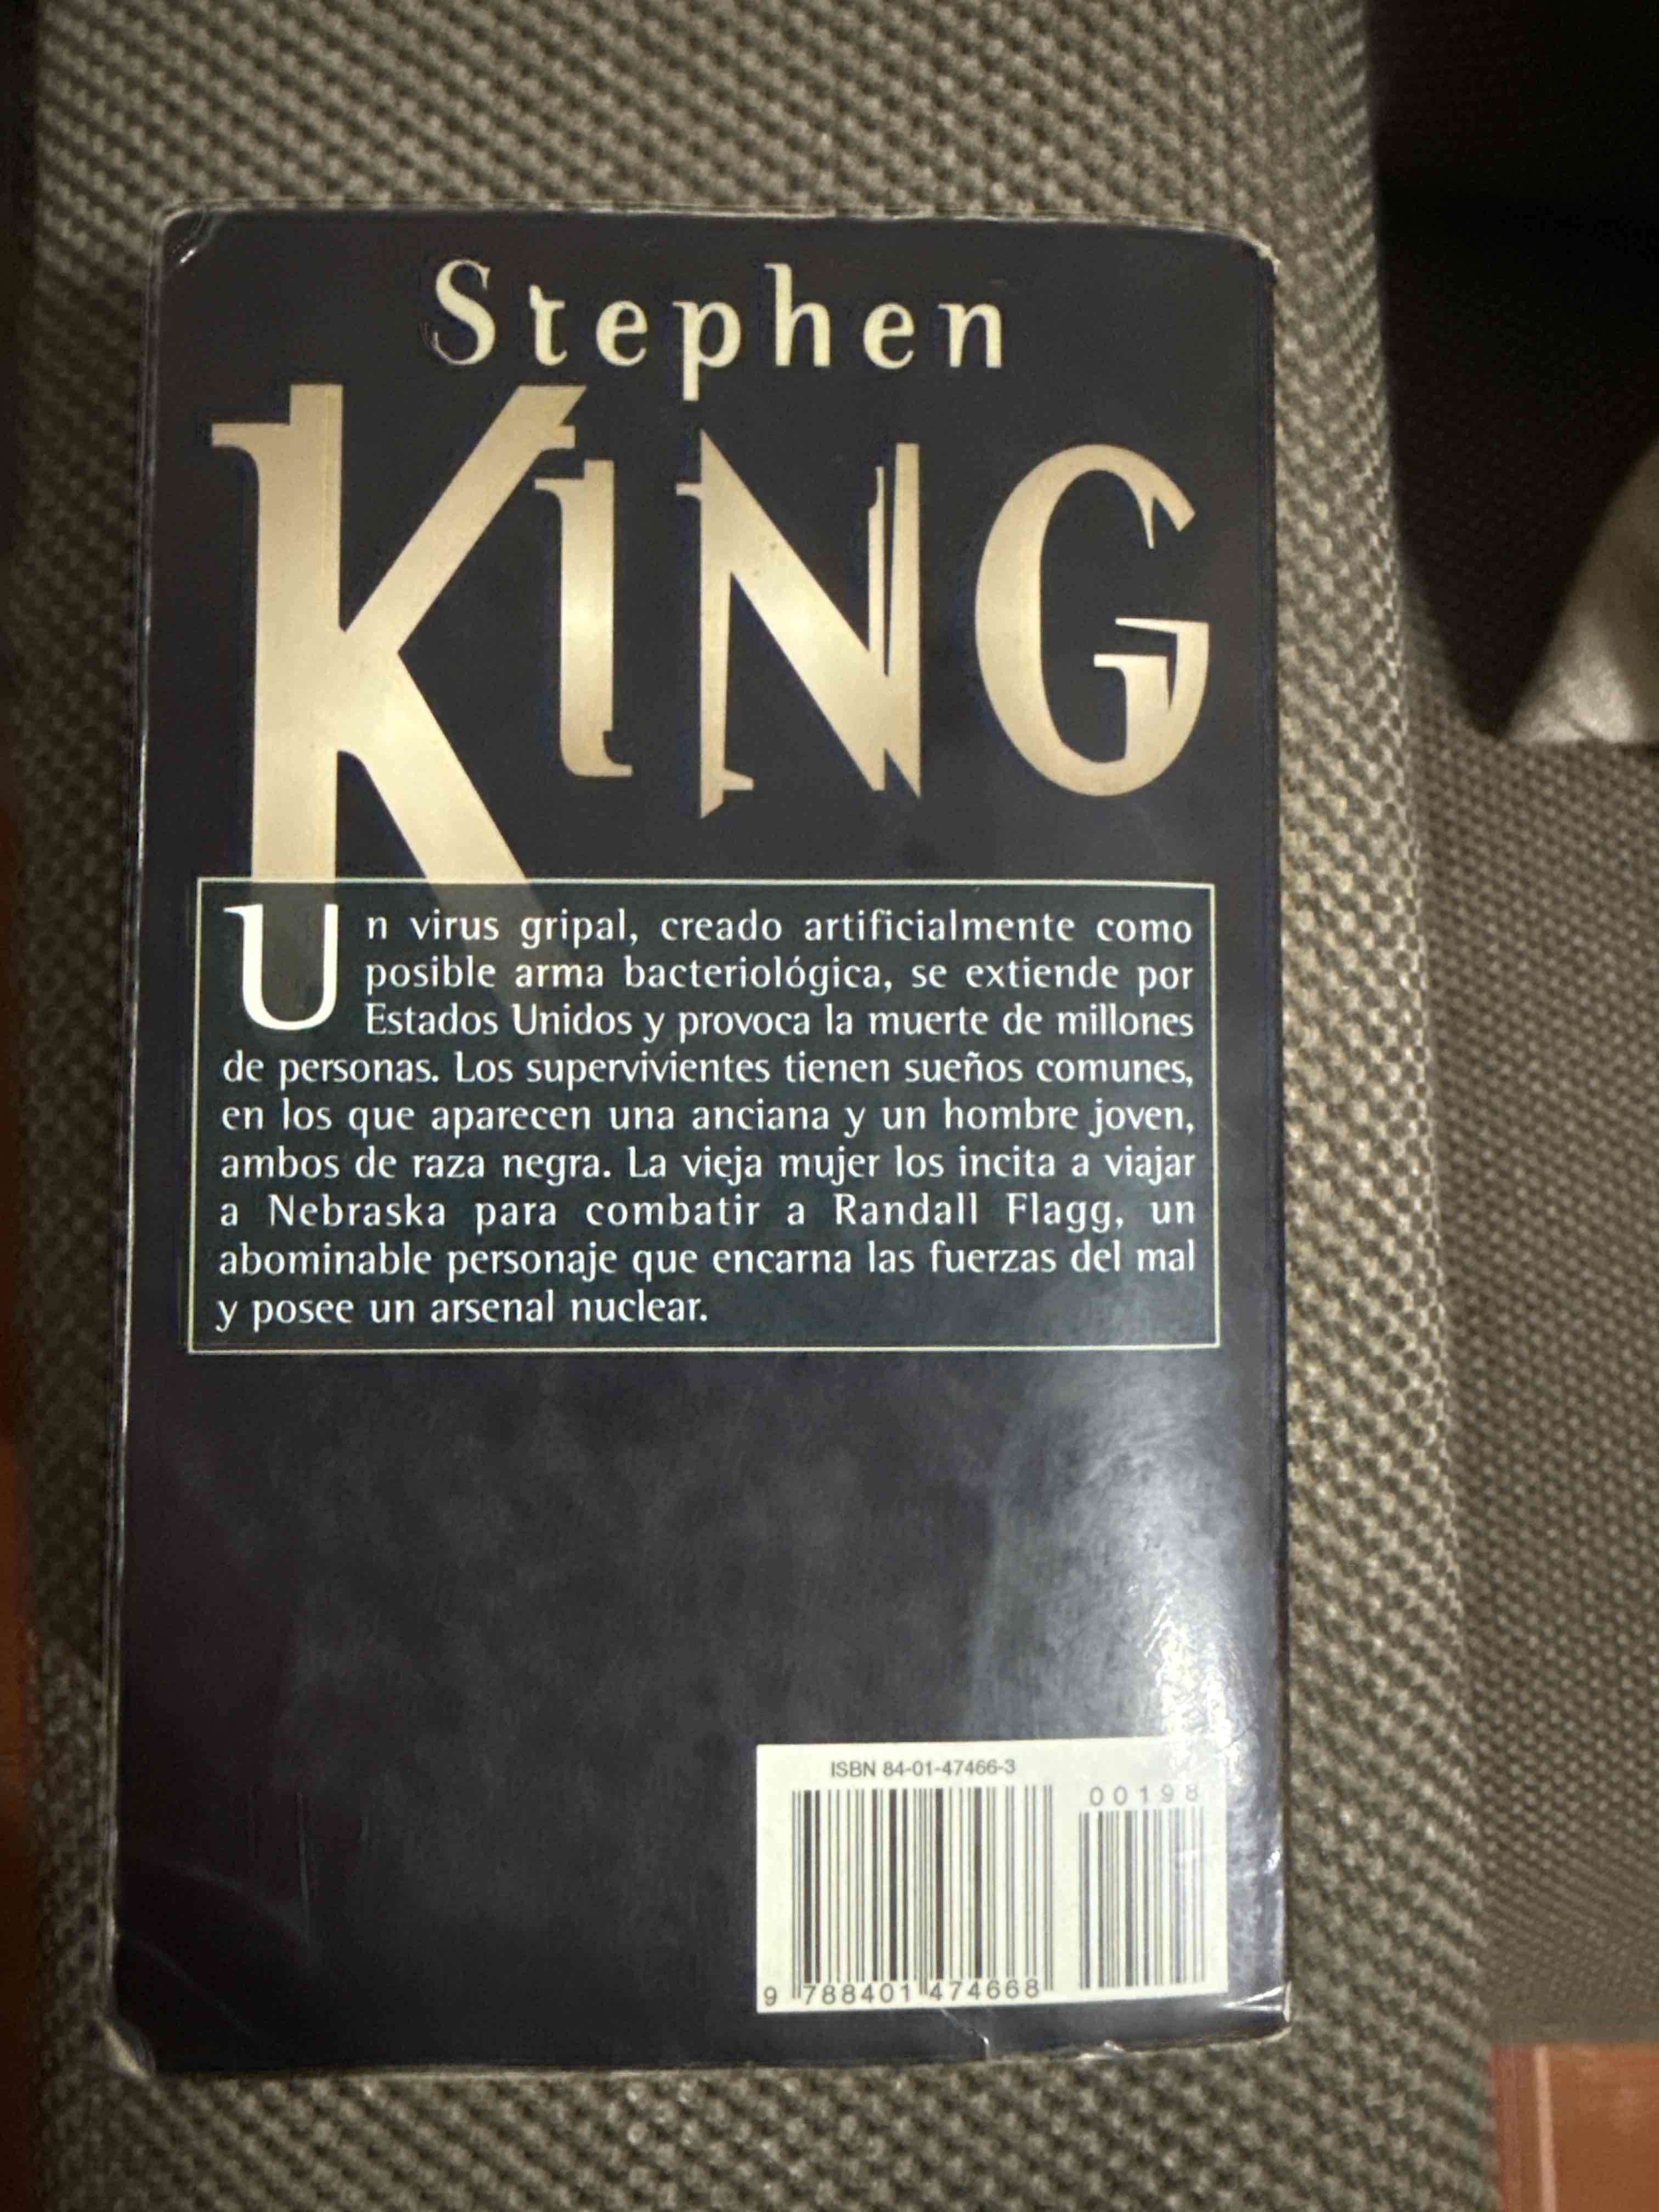 Stephen
KING
Un virus gripal, creado artificialmente como
posible arma bacteriológica, se extiende por
Estados Unidos y provoca la muerte de millones
de personas. Los supervivientes tienen sueños comunes,
en los que aparecen una anciana y un hombre joven,
ambos de raza negra. La vieja mujer los incita a viajar
a Nebraska para combatir a Randall Flagg, un
abominable personaje que encarna las fuerzas del mal
y posee un arsenal nuclear.
ISBN 84-01-47466-3
00198
9 788401 474668